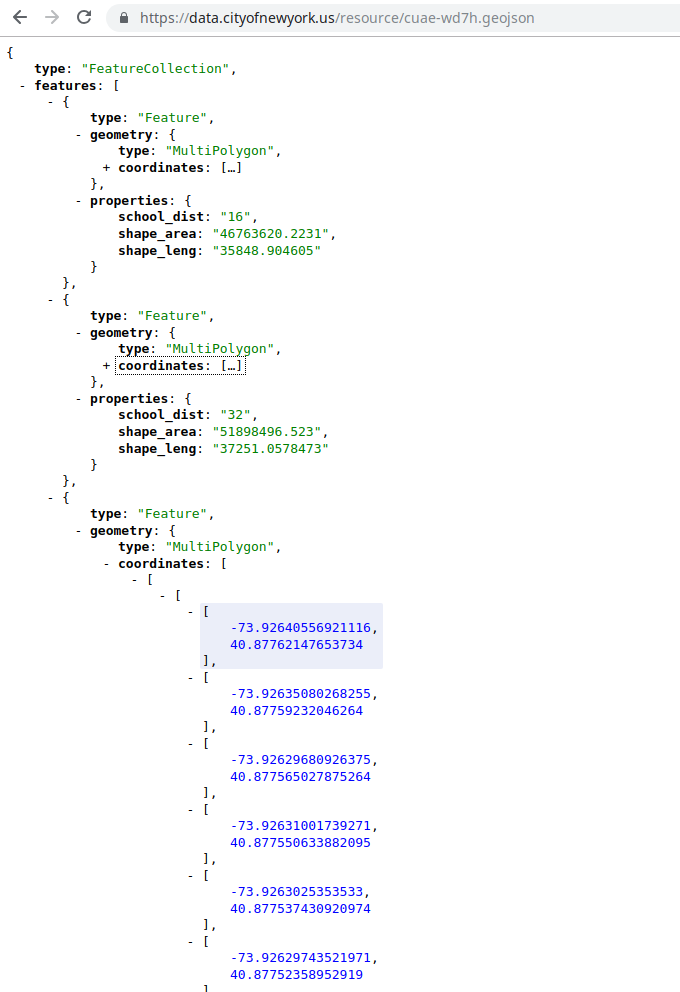 https://data.cityofnewyork.us/resource/cuae-wd7h.geojson
{
type: "FeatureCollection",
- features: [
- {
type: "Feature",
- geometry: {
type: "MultiPolygon",
+ coordinates: […]
},
- properties: {
school_dist: "16",
shape_area: "46763620.2231",
shape_leng: "35848.904605"
}
},
- {
type: "Feature",
- geometry: {
type: "MultiPolygon",
+ coordinates: […]
},
- properties: {
school_dist: "32",
shape_area: "51898496.523",
shape_leng: "37251.0578473"
}
},
- {
type: "Feature",
- geometry: {
type: "MultiPolygon",
- coordinates: [
- [
- [
- [
-73.92640556921116,
40.87762147653734
],
- [
-73.92635080268255,
40.87759232046264
],
- [
-73.92629680926375,
40.877565027875264
],
- [
-73.92631001739271,
40.877550633882095
],
- [
-73.9263025353533,
40.877537430920974
],
- [
-73.92629743521971,
40.87752358952919